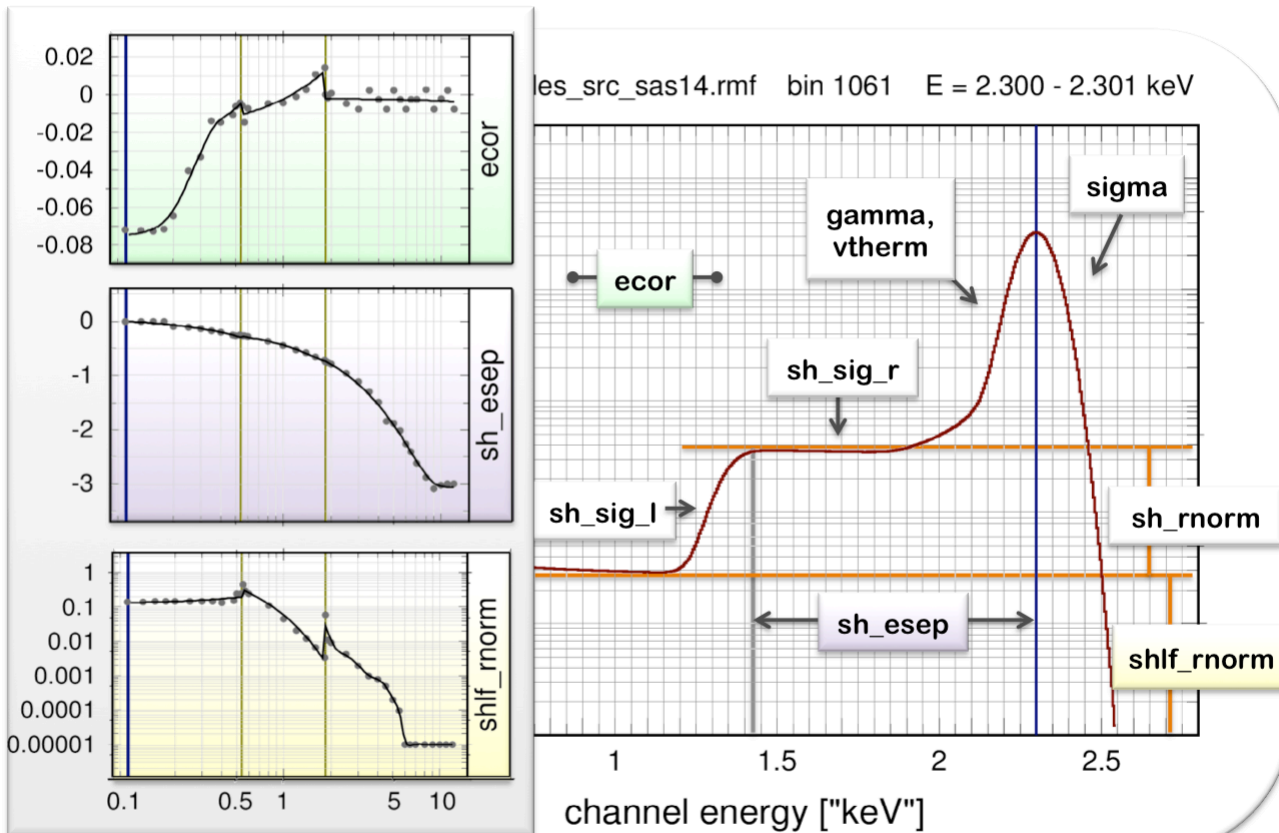 0.02
0
-0.02
-0.04
-0.06
-0.08
ecor
0
-1
-2
-3
sh_esep
1
0.1
0.01
0.001
0.0001
0.00001
shlf_rnorm
0.1 0.5 1 5 10
les_src_sas14.rmf bin 1061 E = 2.300 - 2.301 keV
sigma
gamma,
vtherm
ecor
sh_sig_r
sh_sig_l
sh_rnorm
sh_esep
shlf_rnorm
1 1.5 2 2.5
channel energy ["keV"]